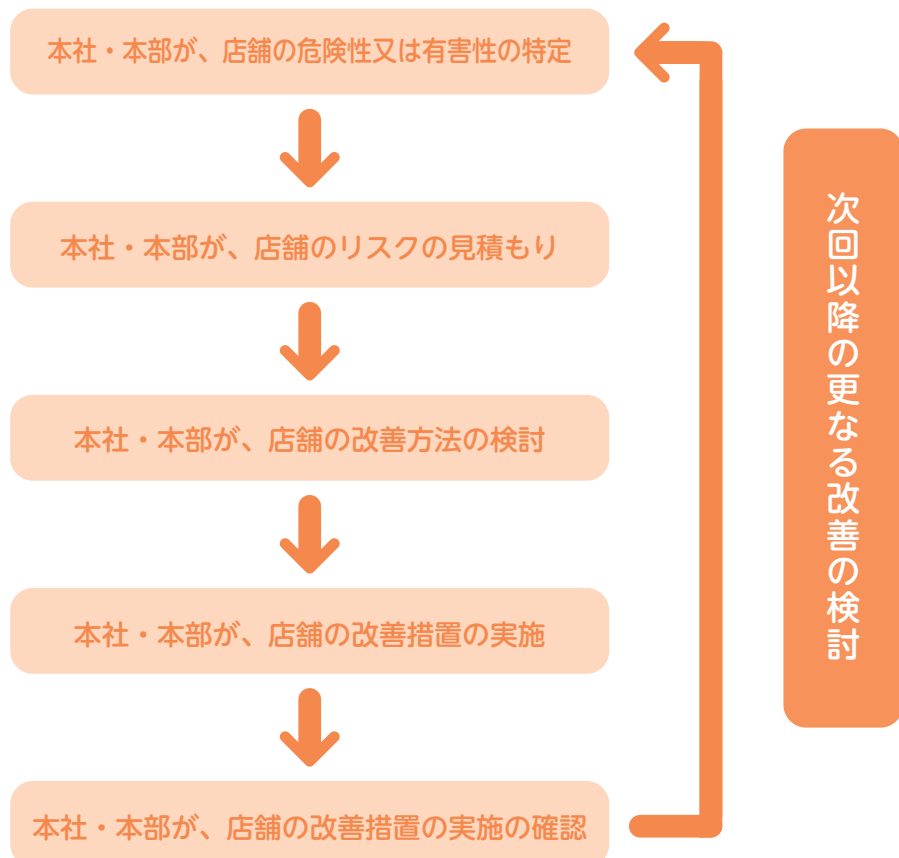 本社・本部が、店舗の危険性又は有害性の特定
本社・本部が、店舗のリスクの見積もり
本社・本部が、店舗の改善方法の検討
本社・本部が、店舗の改善措置の実施
本社・本部が、店舗の改善措置の実施の確認
次回以降の更なる改善の検討